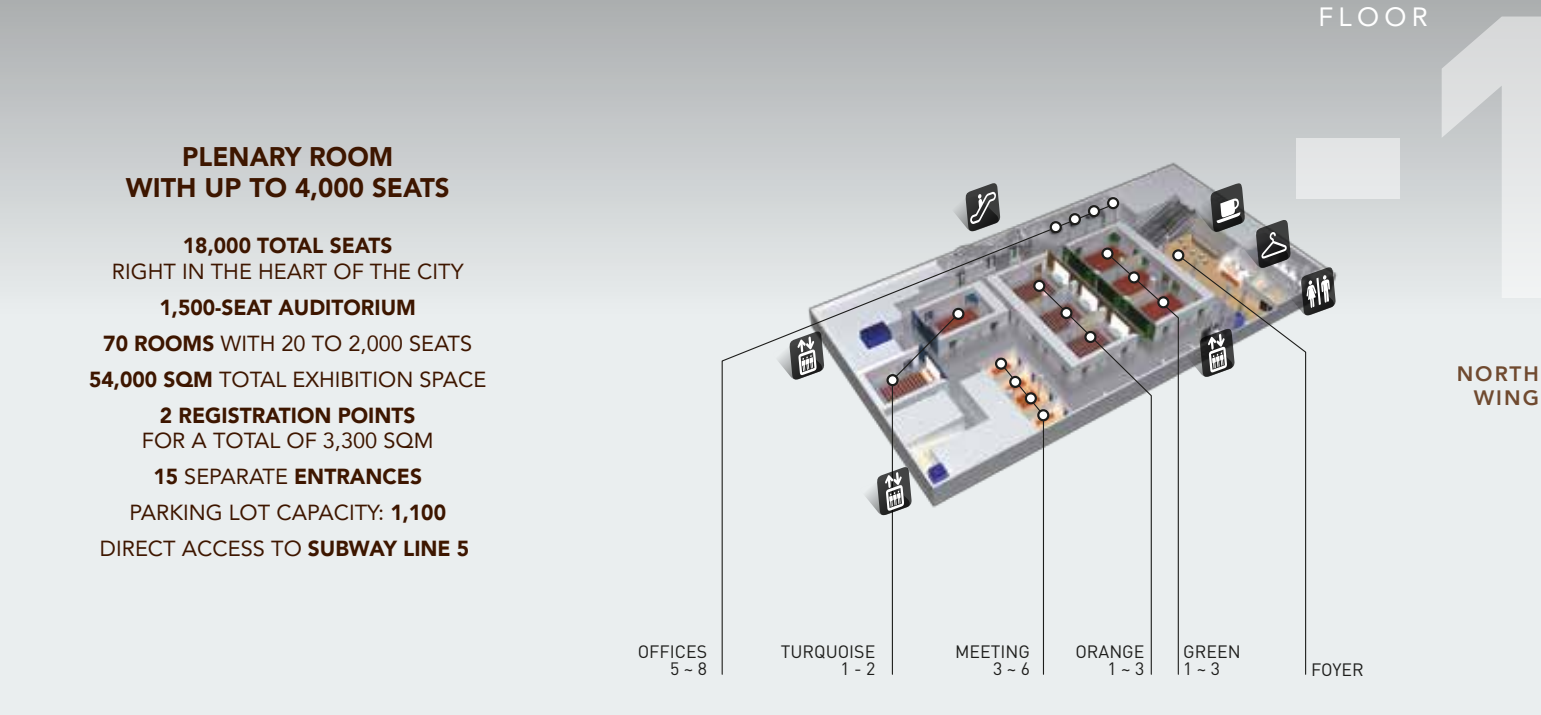 FLOOR
-1
PLENARY ROOM
WITH UP TO 4,000 SEATS
18,000 TOTAL SEATS
RIGHT IN THE HEART OF THE CITY
1,500-SEAT AUDITORIUM
70 ROOMS WITH 20 TO 2,000 SEATS
54,000 SQM TOTAL EXHIBITION SPACE
2 REGISTRATION POINTS
FOR A TOTAL OF 3,300 SQM
15 SEPARATE ENTRANCES
PARKING LOT CAPACITY: 1,100
DIRECT ACCESS TO SUBWAY LINE 5
NORTH
WING
OFFICES
5 ~ 8
TURQUOISE
1 - 2
MEETING
3 ~ 6
ORANGE
1 ~ 3
GREEN
1 ~ 3
FOYER